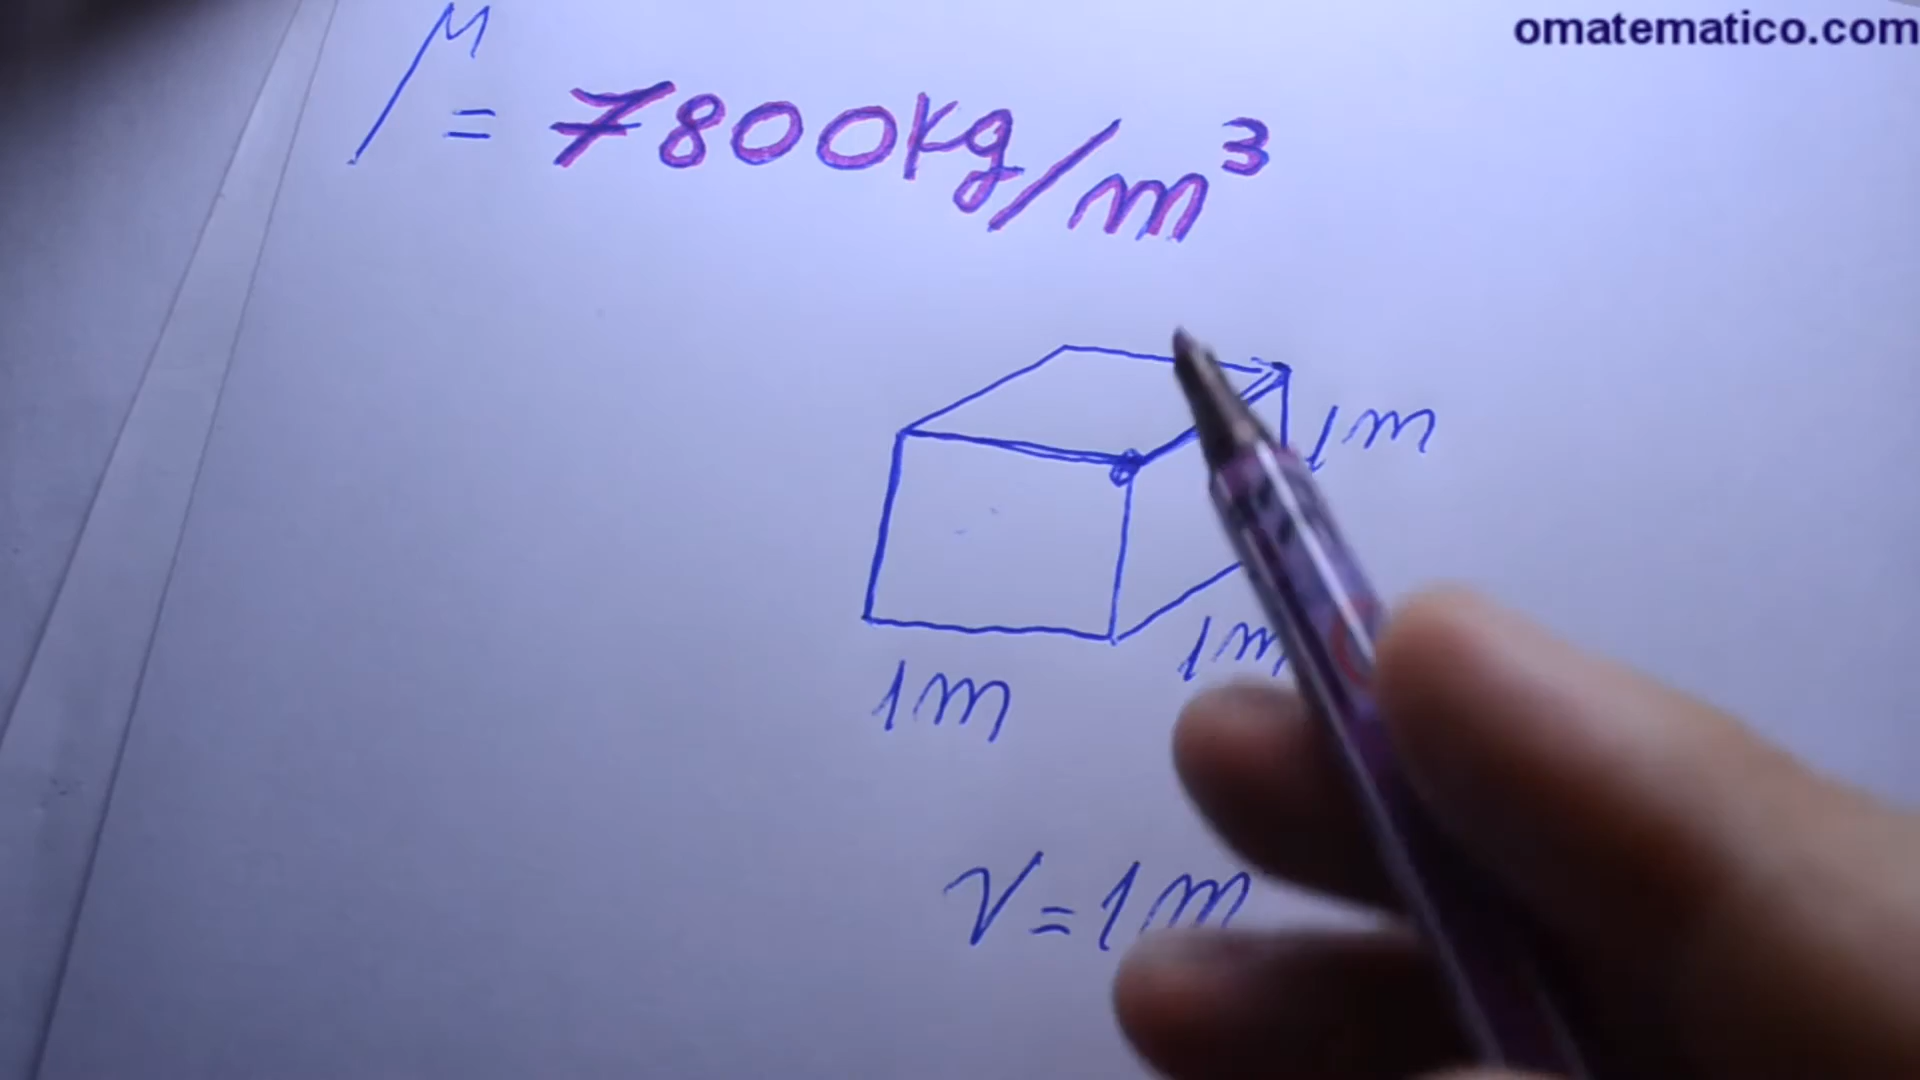 omatematico.com
μ = 7800kg/m³
1m
1m
1m
V=1m